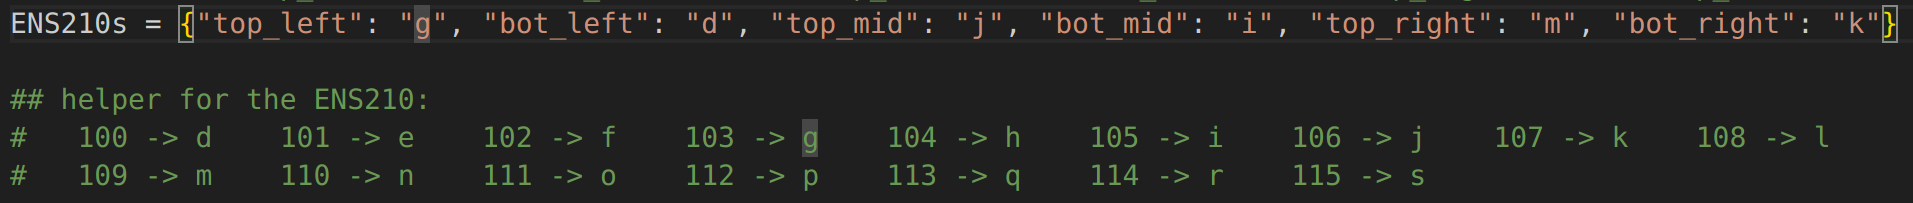 ENS210s = {"top_left": "g", "bot_left": "d", "top_mid": "j", "bot_mid": "i", "top_right": "m", "bot_right": "k"}
## helper for the ENS210:
#   100 -> d    101 -> e    102 -> f    103 -> g    104 -> h    105 -> i    106 -> j    107 -> k    108 -> l
#   109 -> m    110 -> n    111 -> o    112 -> p    113 -> q    114 -> r    115 -> s